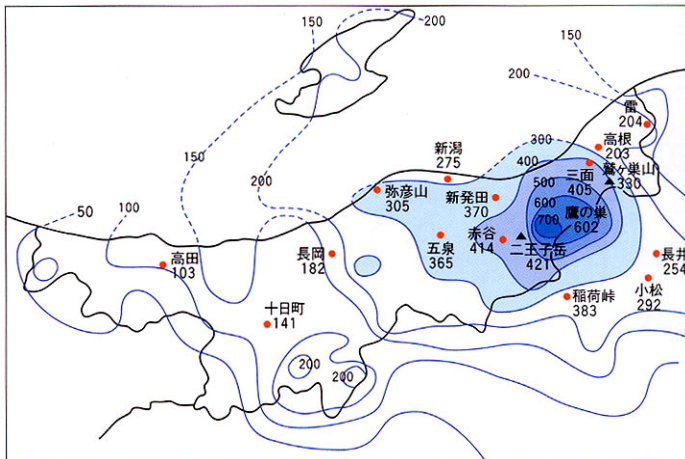 150
200
150
200
雷
204
高根
203
鷲ヶ巣山
330
三面
405
300
400
500
600
700
鷹の巣
602
新潟
275
弥彦山
305
新発田
370
赤谷
414
二王子岳
421
五泉
365
150
200
50
100
高田
103
長岡
182
十日町
141
200
200
長井
254
小松
292
稲荷峠
383